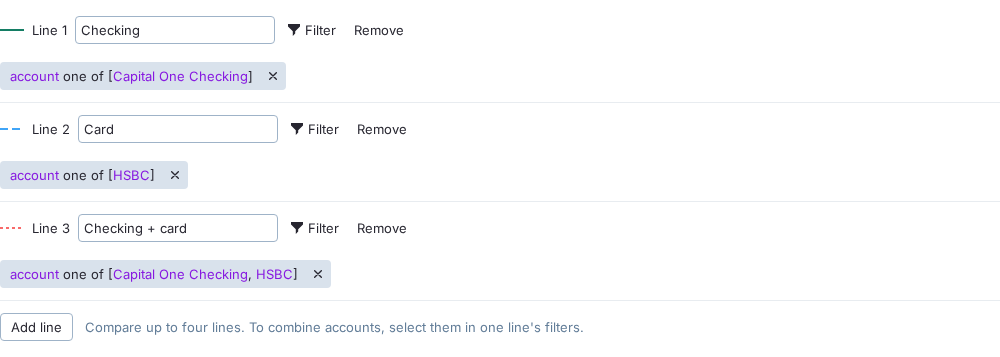 Line 1 Checking Filter Remove
account one of [Capital One Checking] ×
Line 2 Card Filter Remove
account one of [HSBC] ×
Line 3 Checking + card Filter Remove
account one of [Capital One Checking, HSBC] ×
Add line Compare up to four lines. To combine accounts, select them in one line's filters.